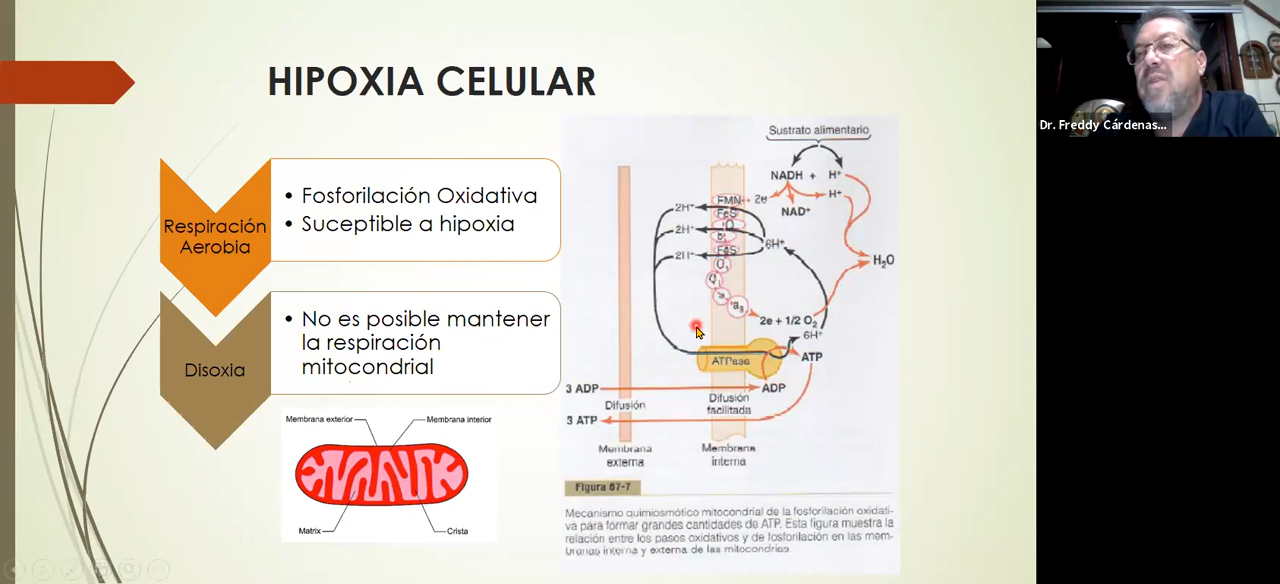 HIPOXIA CELULAR
Respiración
Aerobia
• Fosforilación Oxidativa
• Suceptible a hipoxia
Disoxia
• No es posible mantener
la respiración
mitocondrial
Membrana exterior
Membrana interior
Matrix
Crista
Sustrato alimentario
NADH + H⁺
H⁺
NAD⁺
FMN
2e
FeS
Q
b
FeS
2H⁺
2H⁺
2H⁺
6H⁺
H₂O
2e + 1/2 O₂
6H⁺
ATPasa
ATP
3 ADP
ADP
Difusión
Difusión
facilitada
3 ATP
Membrana
externa
Membrana
interna
Figura 67-7
Mecanismo quimiosmótico mitocondrial de la fosforilación oxidati-
va para formar grandes cantidades de ATP. Esta figura muestra la
relación entre los pasos oxidativos y de fosforilación en las mem-
branas interna y externa de las mitocondrias.
Dr. Freddy Cárdenas...